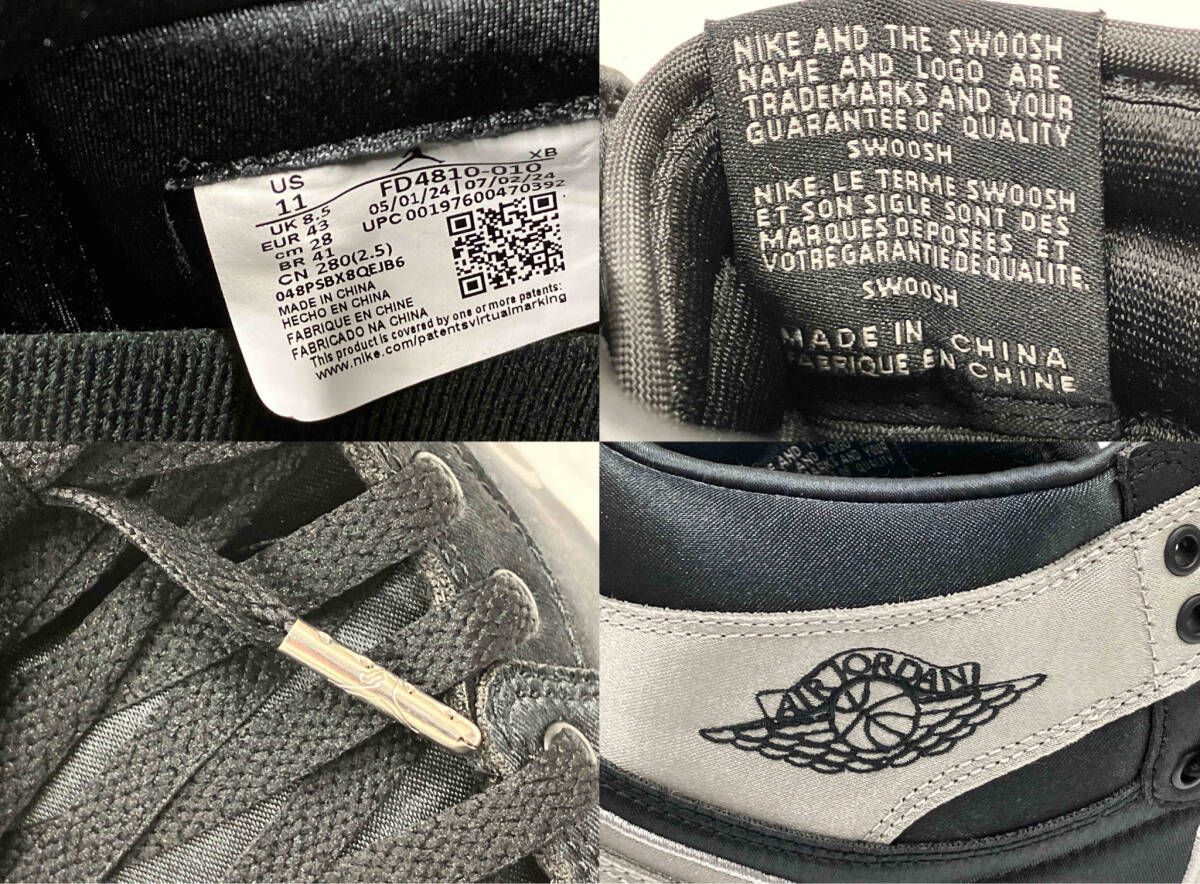 US
11
UK 8.5
EUR 43
cm 28
BR 41
CN 280(2.5)
048PSBX8QEJB6
MADE IN CHINA
HECHO EN CHINA
FABRIQUE EN CHINE
FABRICADO NA CHINA
This product is covered by one or more patents:
www.nike.com/patentsvirtualmarking
XB
FD4810-010
05/01/24 | 07/02/24
UPC 00197600470392
NIKE AND THE SWOOSH
NAME AND LOGO ARE
TRADEMARKS AND YOUR
GUARANTEE OF QUALITY
SWOOSH
NIKE, LE TERME SWOOSH
ET SON SIGLE SONT DES
MARQUES DEPOSEES, ET
VOTRE GARANTIE DE QUALITE.
SWOOSH
MADE IN CHINA
FABRIQUE EN CHINE
AIR JORDAN